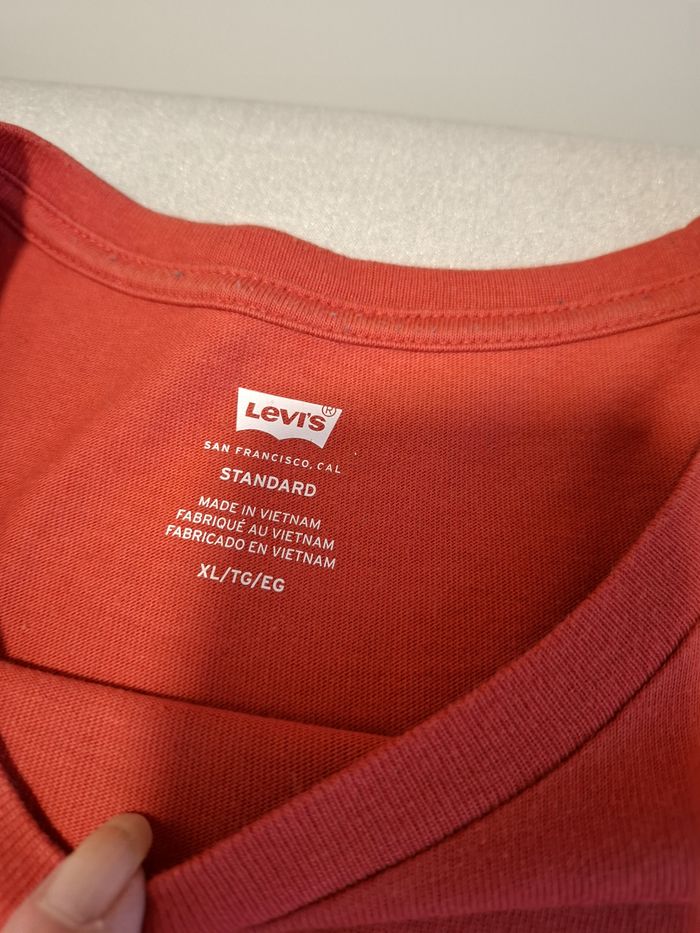 Levi's®
SAN FRANCISCO, CAL
STANDARD
MADE IN VIETNAM
FABRIQUÉ AU VIETNAM
FABRICADO EN VIETNAM
XL/TG/EG